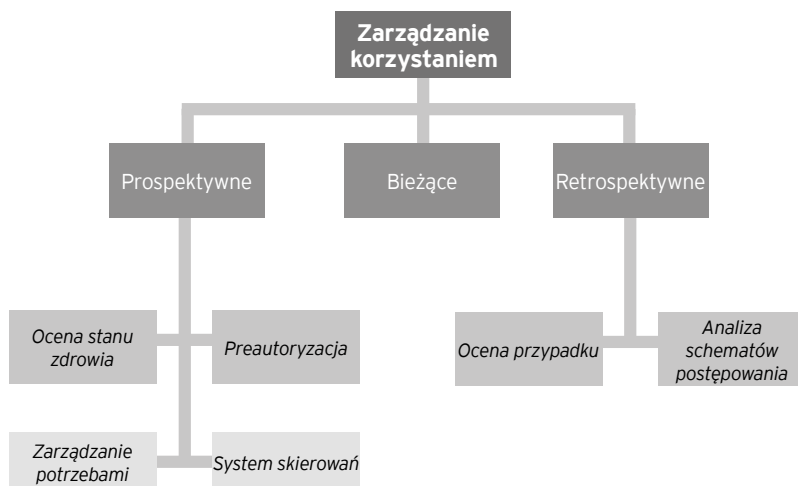 Zarządzanie
korzystaniem
Prospektywne
Bieżące
Retrospektywne
Ocena stanu
zdrowia
Preautoryzacja
Ocena przypadku
Analiza
schematów
postępowania
Zarządzanie
potrzebami
System skierowań